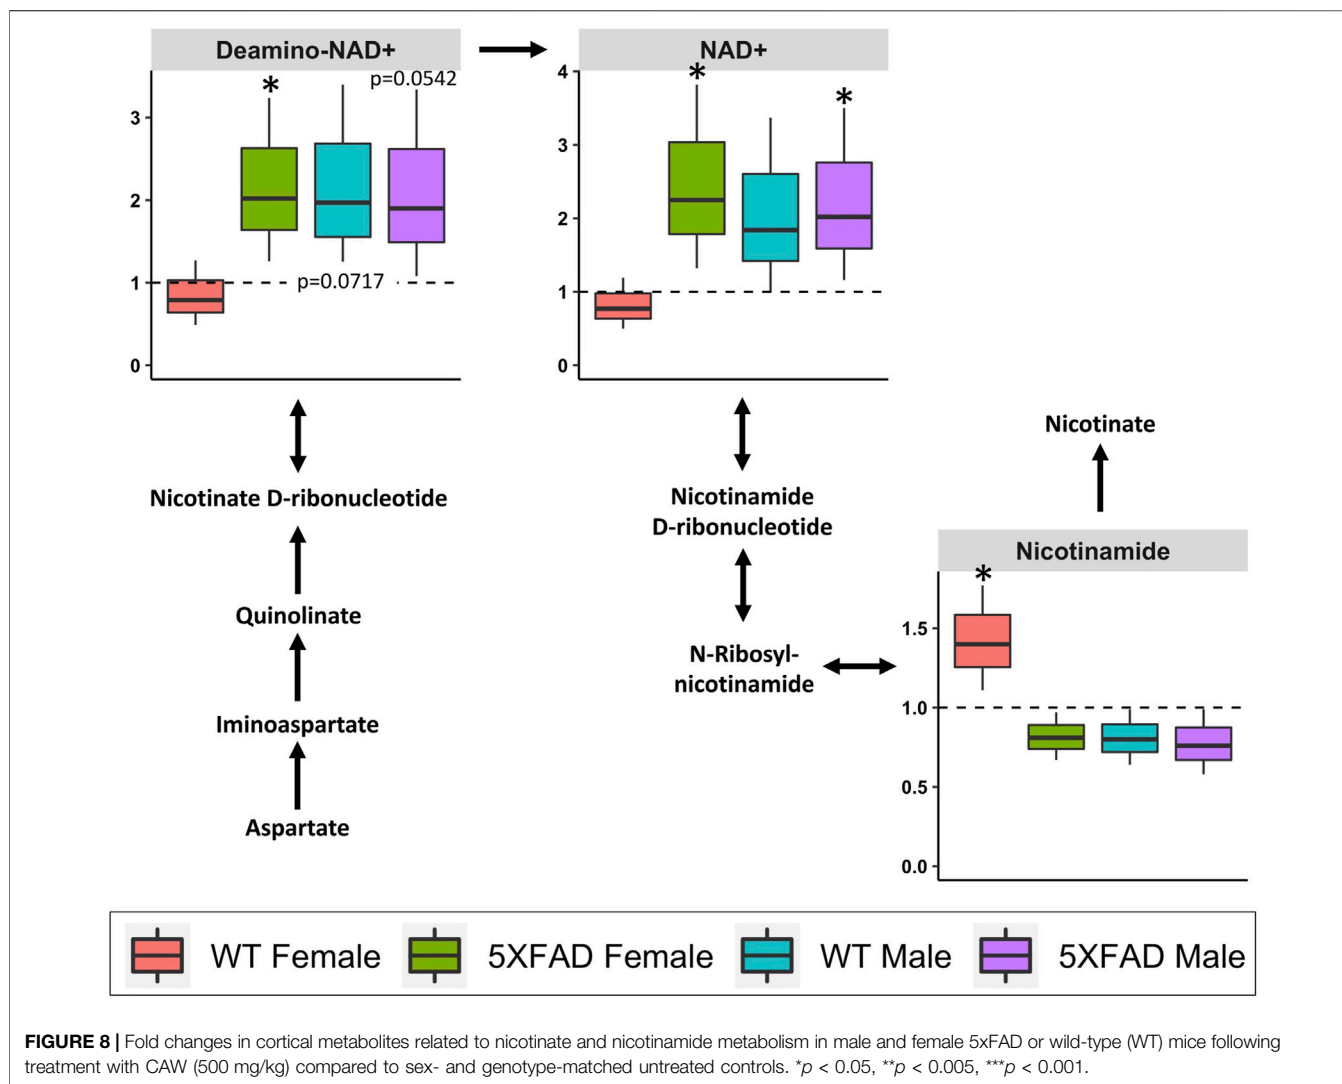 Deamino-NAD+
NAD+
p=0.0542
*
3
2
1
0
p=0.0717
*
*
4
3
2
1
0
Nicotinate D-ribonucleotide
Quinolinate
Iminoaspartate
Aspartate
Nicotinamide
D-ribonucleotide
N-Ribosyl-
nicotinamide
Nicotinate
Nicotinamide
*
1.5
1.0
0.5
0.0
WT Female
5XFAD Female
WT Male
5XFAD Male
FIGURE 8 | Fold changes in cortical metabolites related to nicotinate and nicotinamide metabolism in male and female 5xFAD or wild-type (WT) mice following
treatment with CAW (500 mg/kg) compared to sex- and genotype-matched untreated controls. *p < 0.05, **p < 0.005, ***p < 0.001.